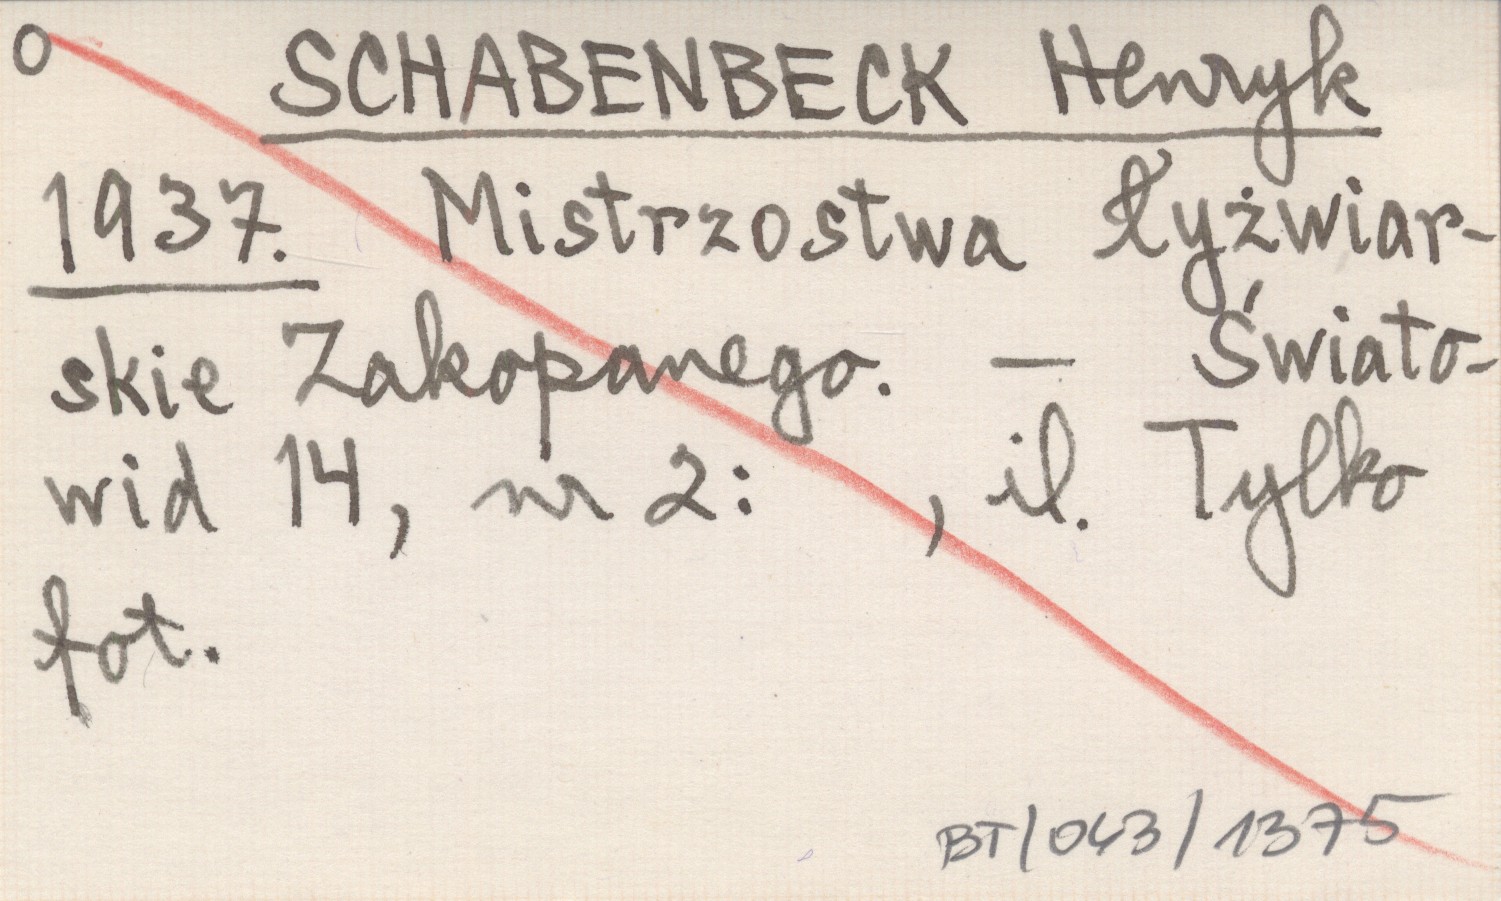 O SCHABENBECK Henryk
1937. Mistrzostwa Łyżwiar-
skie Zakopanego. — Świato-
wid 14, nr 2: , il. Tylko
fot.
BT/043/1375